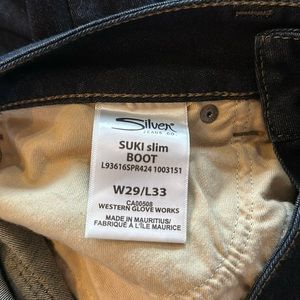 Silver
JEANS CO.
SUKI slim
BOOT
L93616SPR424 1003151
W29/L33
CA00508
WESTERN GLOVE WORKS
MADE IN MAURITIUS/
FABRIQUÉ À L'ÎLE MAURICE